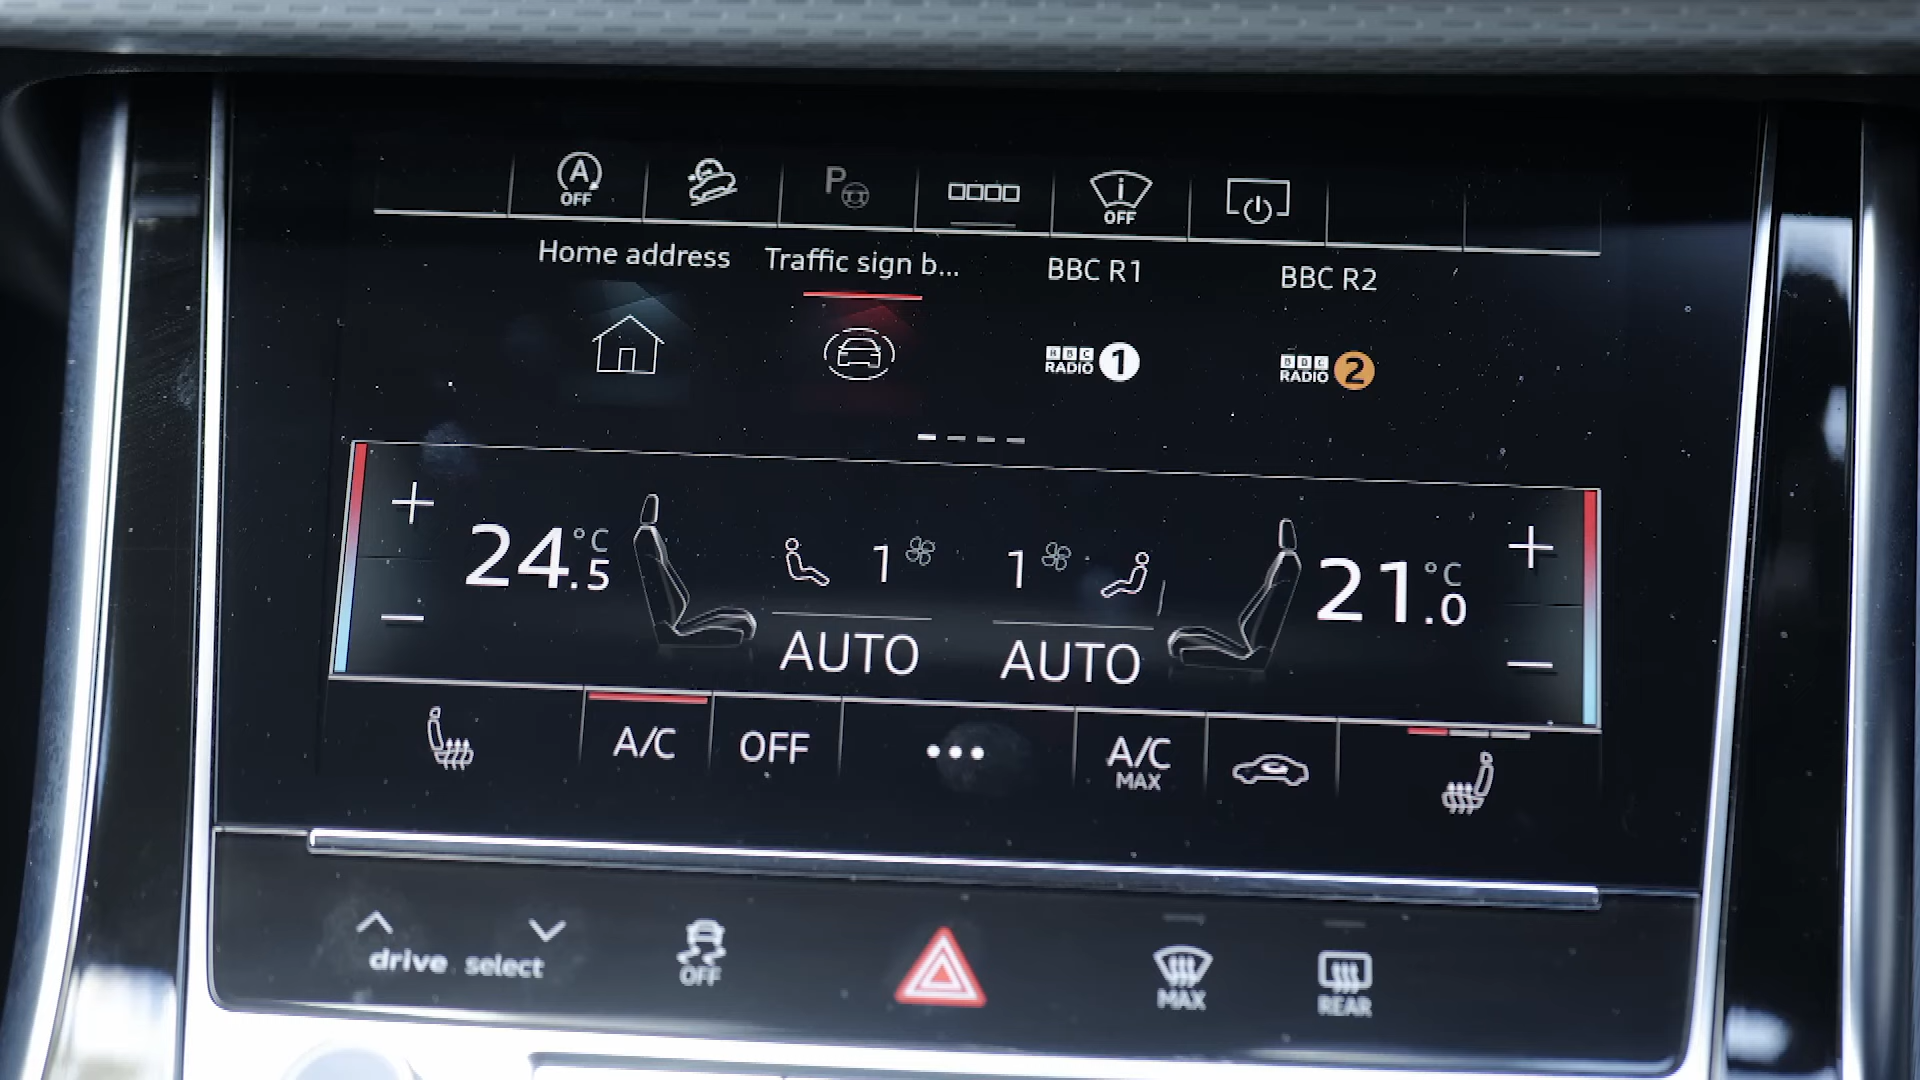 A
OFF
P
i
OFF
Home address
Traffic sign b...
BBC R1
BBC R2
BBC
RADIO 1
BBC
RADIO 2
+
24.5 °C
−
1
1
AUTO
AUTO
+
21.0 °C
−
A/C
OFF
...
A/C
MAX
drive select
OFF
MAX
REAR